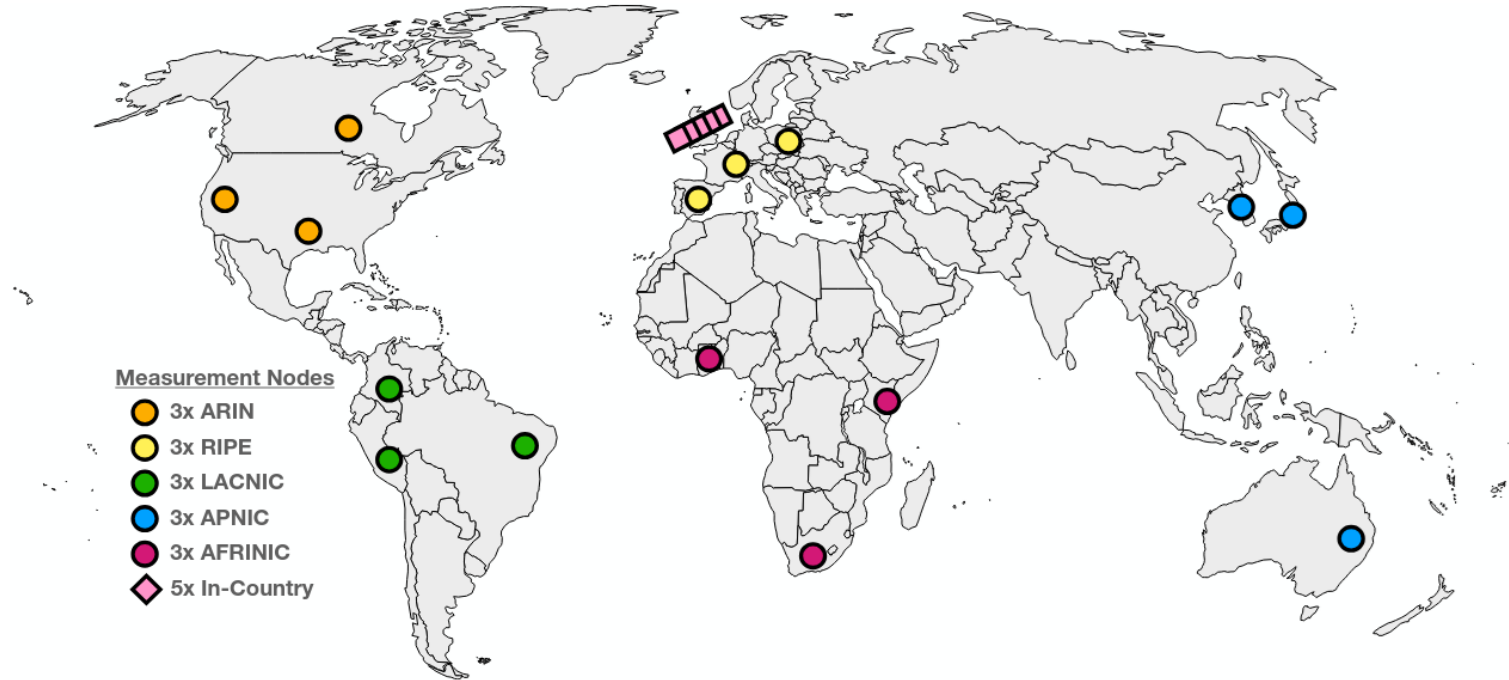 Measurement Nodes
3x ARIN
3x RIPE
3x LACNIC
3x APNIC
3x AFRINIC
5x In-Country